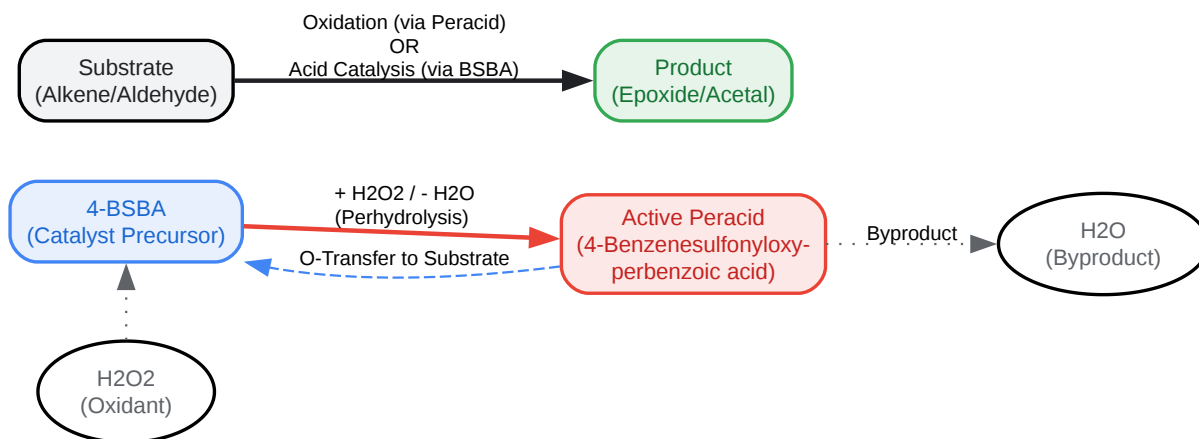 Oxidation (via Peracid)
OR
Acid Catalysis (via BSBA)
Substrate
(Alkene/Aldehyde)
Product
(Epoxide/Acetal)
4-BSBA
(Catalyst Precursor)
+ H2O2 / - H2O
(Perhydrolysis)
O-Transfer to Substrate
Active Peracid
(4-Benzenesulfonyloxy-
perbenzoic acid)
Byproduct
H2O
(Byproduct)
H2O2
(Oxidant)